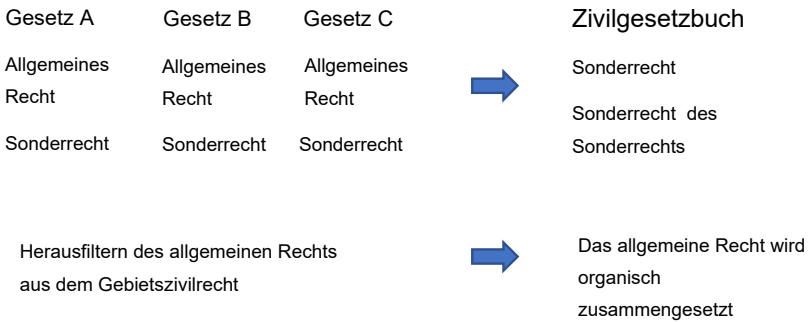 Gesetz A Gesetz B Gesetz C Zivilgesetzbuch
Allgemeines Allgemeines Allgemeines Sonderrecht
Recht Recht Recht
Sonderrecht des
Sonderrecht Sonderrecht Sonderrecht Sonderrechts
Herausfiltern des allgemeinen Rechts
aus dem Gebietszivilrecht
Das allgemeine Recht wird
organisch
zusammengesetzt